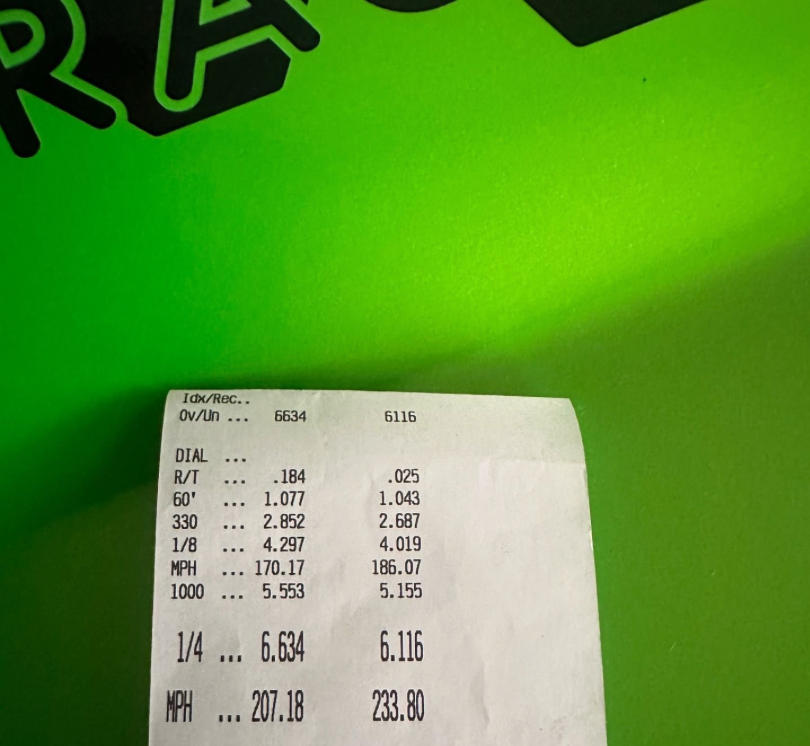 RA
Idx/Rec..
Ov/Un ... 6634 6116
DIAL ...
R/T ... .184 .025
60' ... 1.077 1.043
330 ... 2.852 2.687
1/8 ... 4.297 4.019
MPH ... 170.17 186.07
1000 ... 5.553 5.155
1/4 ... 6.634 6.116
MPH ... 207.18 233.80